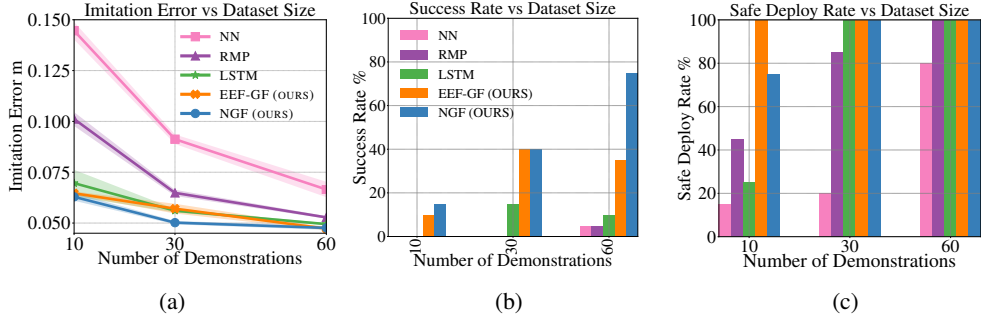 Imitation Error vs Dataset Size
Imitation Error m
0.150
0.125
0.100
0.075
0.050
NN
RMP
LSTM
EEF-GF (OURS)
NGF (OURS)
10
30
60
Number of Demonstrations
(a)
Success Rate vs Dataset Size
Success Rate %
100
80
60
40
20
0
NN
RMP
LSTM
EEF-GF (OURS)
NGF (OURS)
10
30
60
Number of Demonstrations
(b)
Safe Deploy Rate vs Dataset Size
Safe Deploy Rate %
100
80
60
40
20
0
10
30
60
Number of Demonstrations
(c)